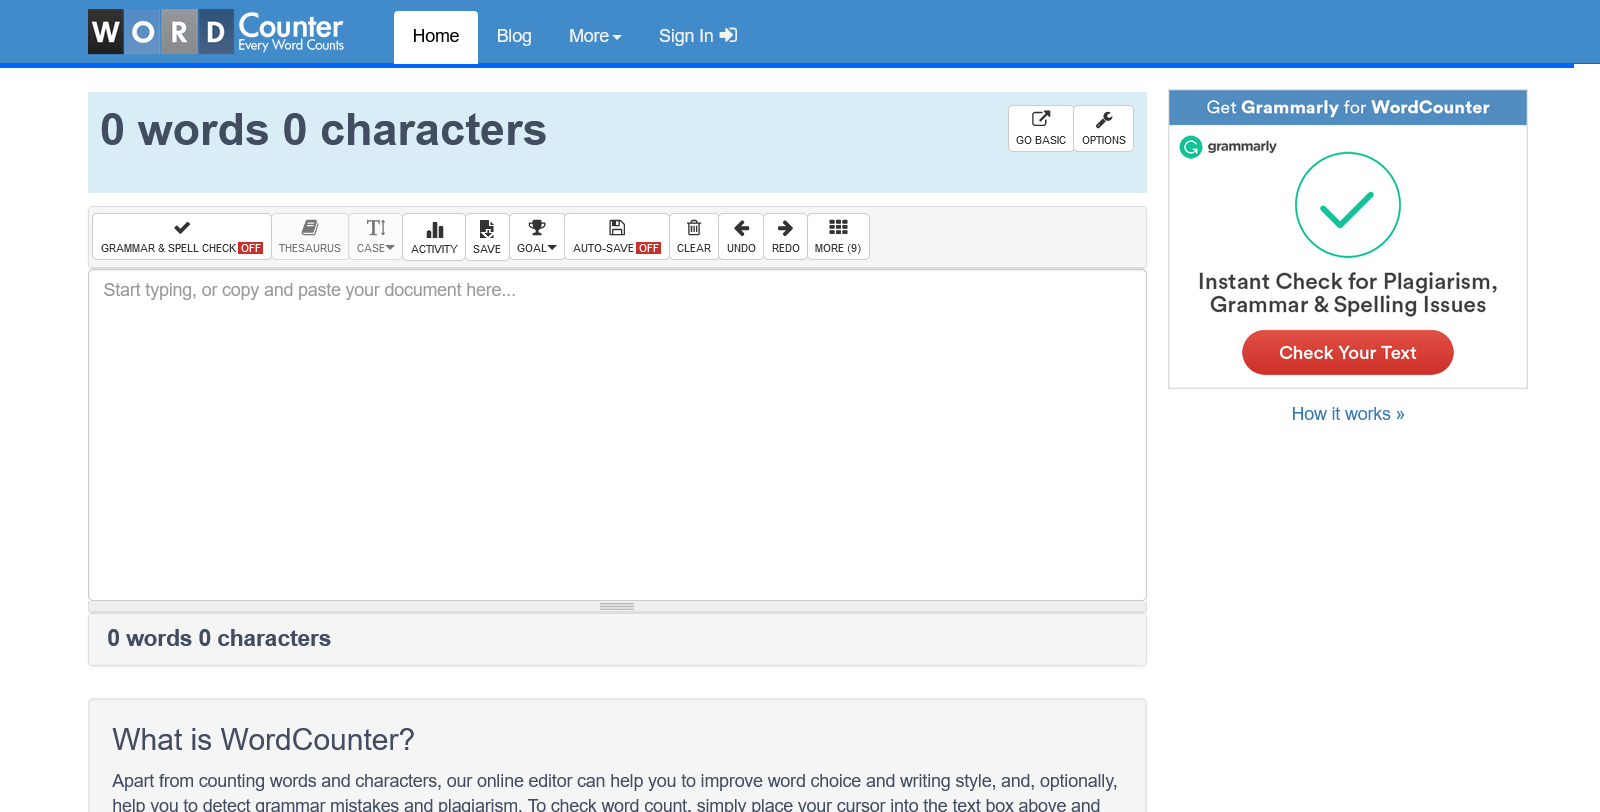 WORD Counter
Every Word Counts
Home
Blog
More
Sign In
0 words 0 characters
GO BASIC
OPTIONS
GRAMMAR & SPELL CHECK OFF
THESAURUS
CASE
ACTIVITY
SAVE
GOAL
AUTO-SAVE OFF
CLEAR
UNDO
REDO
MORE (9)
Start typing, or copy and paste your document here...
0 words 0 characters
What is WordCounter?
Apart from counting words and characters, our online editor can help you to improve word choice and writing style, and, optionally,
help you to detect grammar mistakes and plagiarism. To check word count, simply place your cursor into the text box above and
Get Grammarly for WordCounter
grammarly
Instant Check for Plagiarism,
Grammar & Spelling Issues
Check Your Text
How it works »